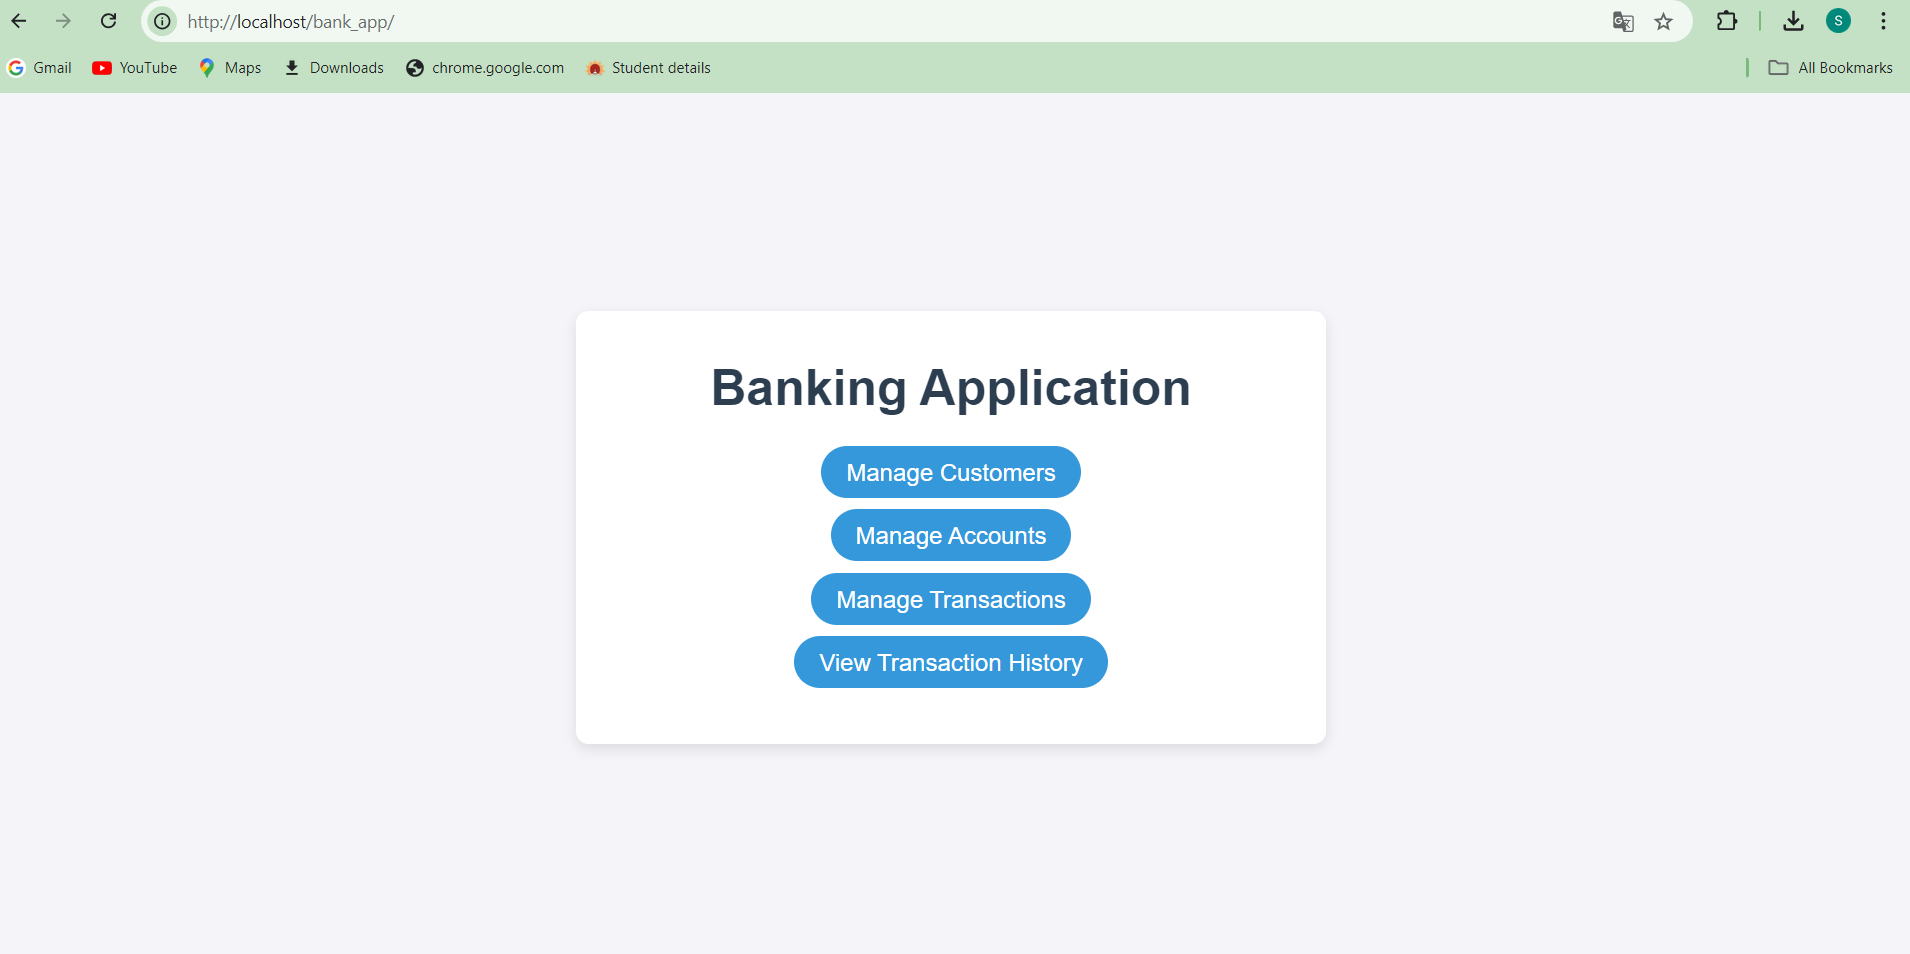 http://localhost/bank_app/
S
Gmail YouTube Maps Downloads chrome.google.com Student details All Bookmarks
Banking Application
Manage Customers
Manage Accounts
Manage Transactions
View Transaction History